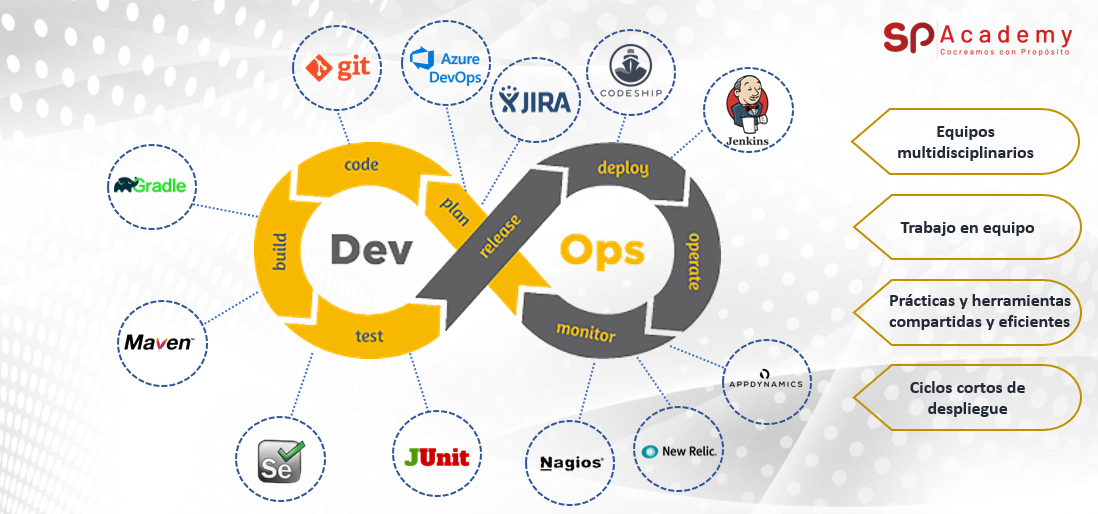 SP Academy
Cocreamos con Propósito
git
Azure
DevOps
JIRA
CODESHIP
Jenkins
Gradle
Maven™
Se
JUnit
Nagios®
New Relic.
APPDYNAMICS
code
plan
build
test
release
deploy
operate
monitor
Dev
Ops
Equipos
multidisciplinarios
Trabajo en equipo
Prácticas y herramientas
compartidas y eficientes
Ciclos cortos de
despliegue